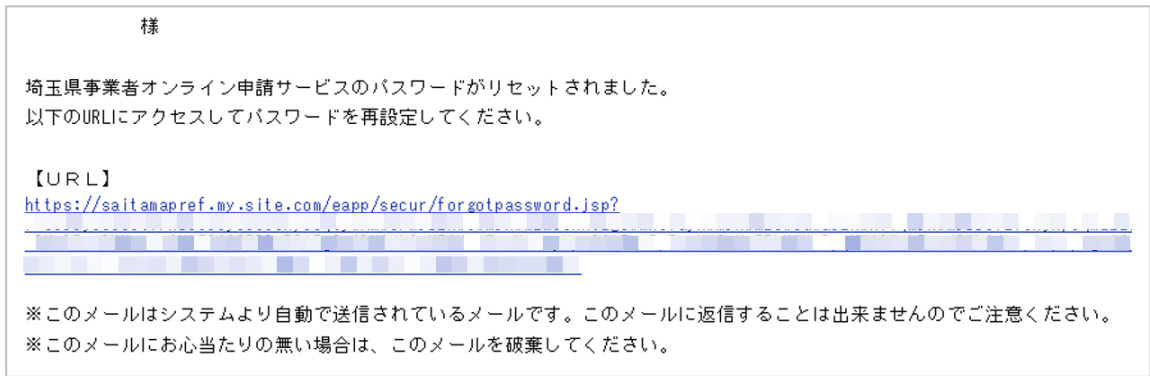 様
埼玉県事業者オンライン申請サービスのパスワードがリセットされました。
以下のURLにアクセスしてパスワードを再設定してください。
【ＵＲＬ】
https://saitamapref.my.site.com/eapp/secur/forgotpassword.jsp?
※このメールはシステムより自動で送信されているメールです。このメールに返信することは出来ませんのでご注意ください。
※このメールにお心当たりの無い場合は、このメールを破棄してください。